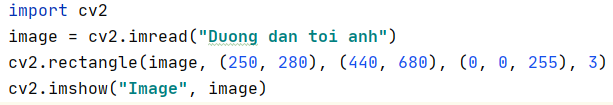 import cv2
image = cv2.imread("Duong dan toi anh")
cv2.rectangle(image, (250, 280), (440, 680), (0, 0, 255), 3)
cv2.imshow("Image", image)